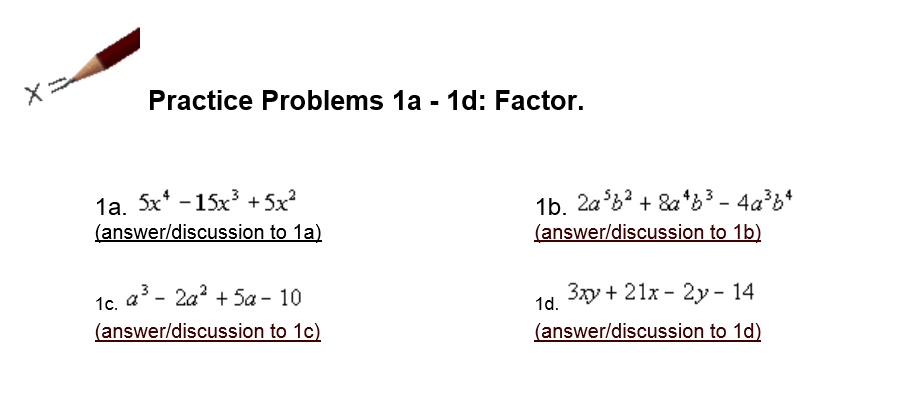 x=
Practice Problems 1a - 1d: Factor.
1a. 5x⁴ − 15x³ + 5x²
(answer/discussion to 1a)
1b. 2a⁵b² + 8a⁴b³ − 4a³b⁴
(answer/discussion to 1b)
1c. a³ − 2a² + 5a − 10
(answer/discussion to 1c)
1d. 3xy + 21x − 2y − 14
(answer/discussion to 1d)